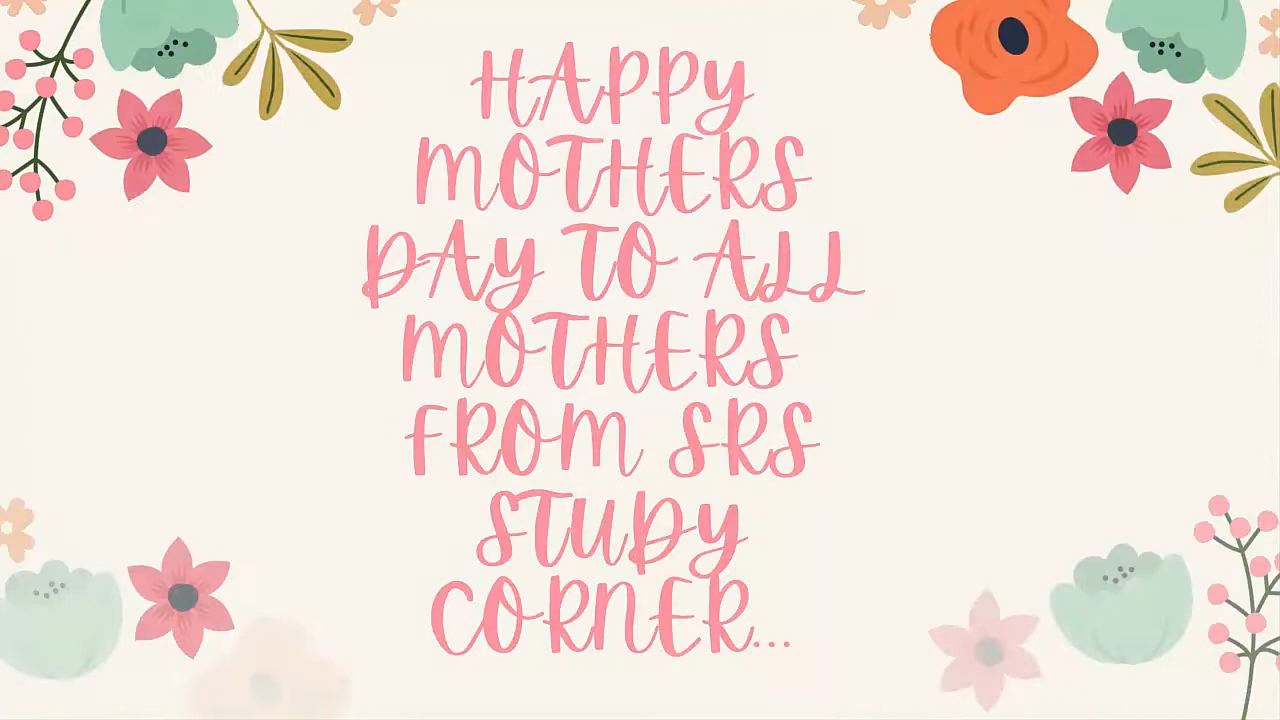 HAPPY
MOTHERS
DAY TO ALL
MOTHERS
FROM SRS
STUDY
CORNER...